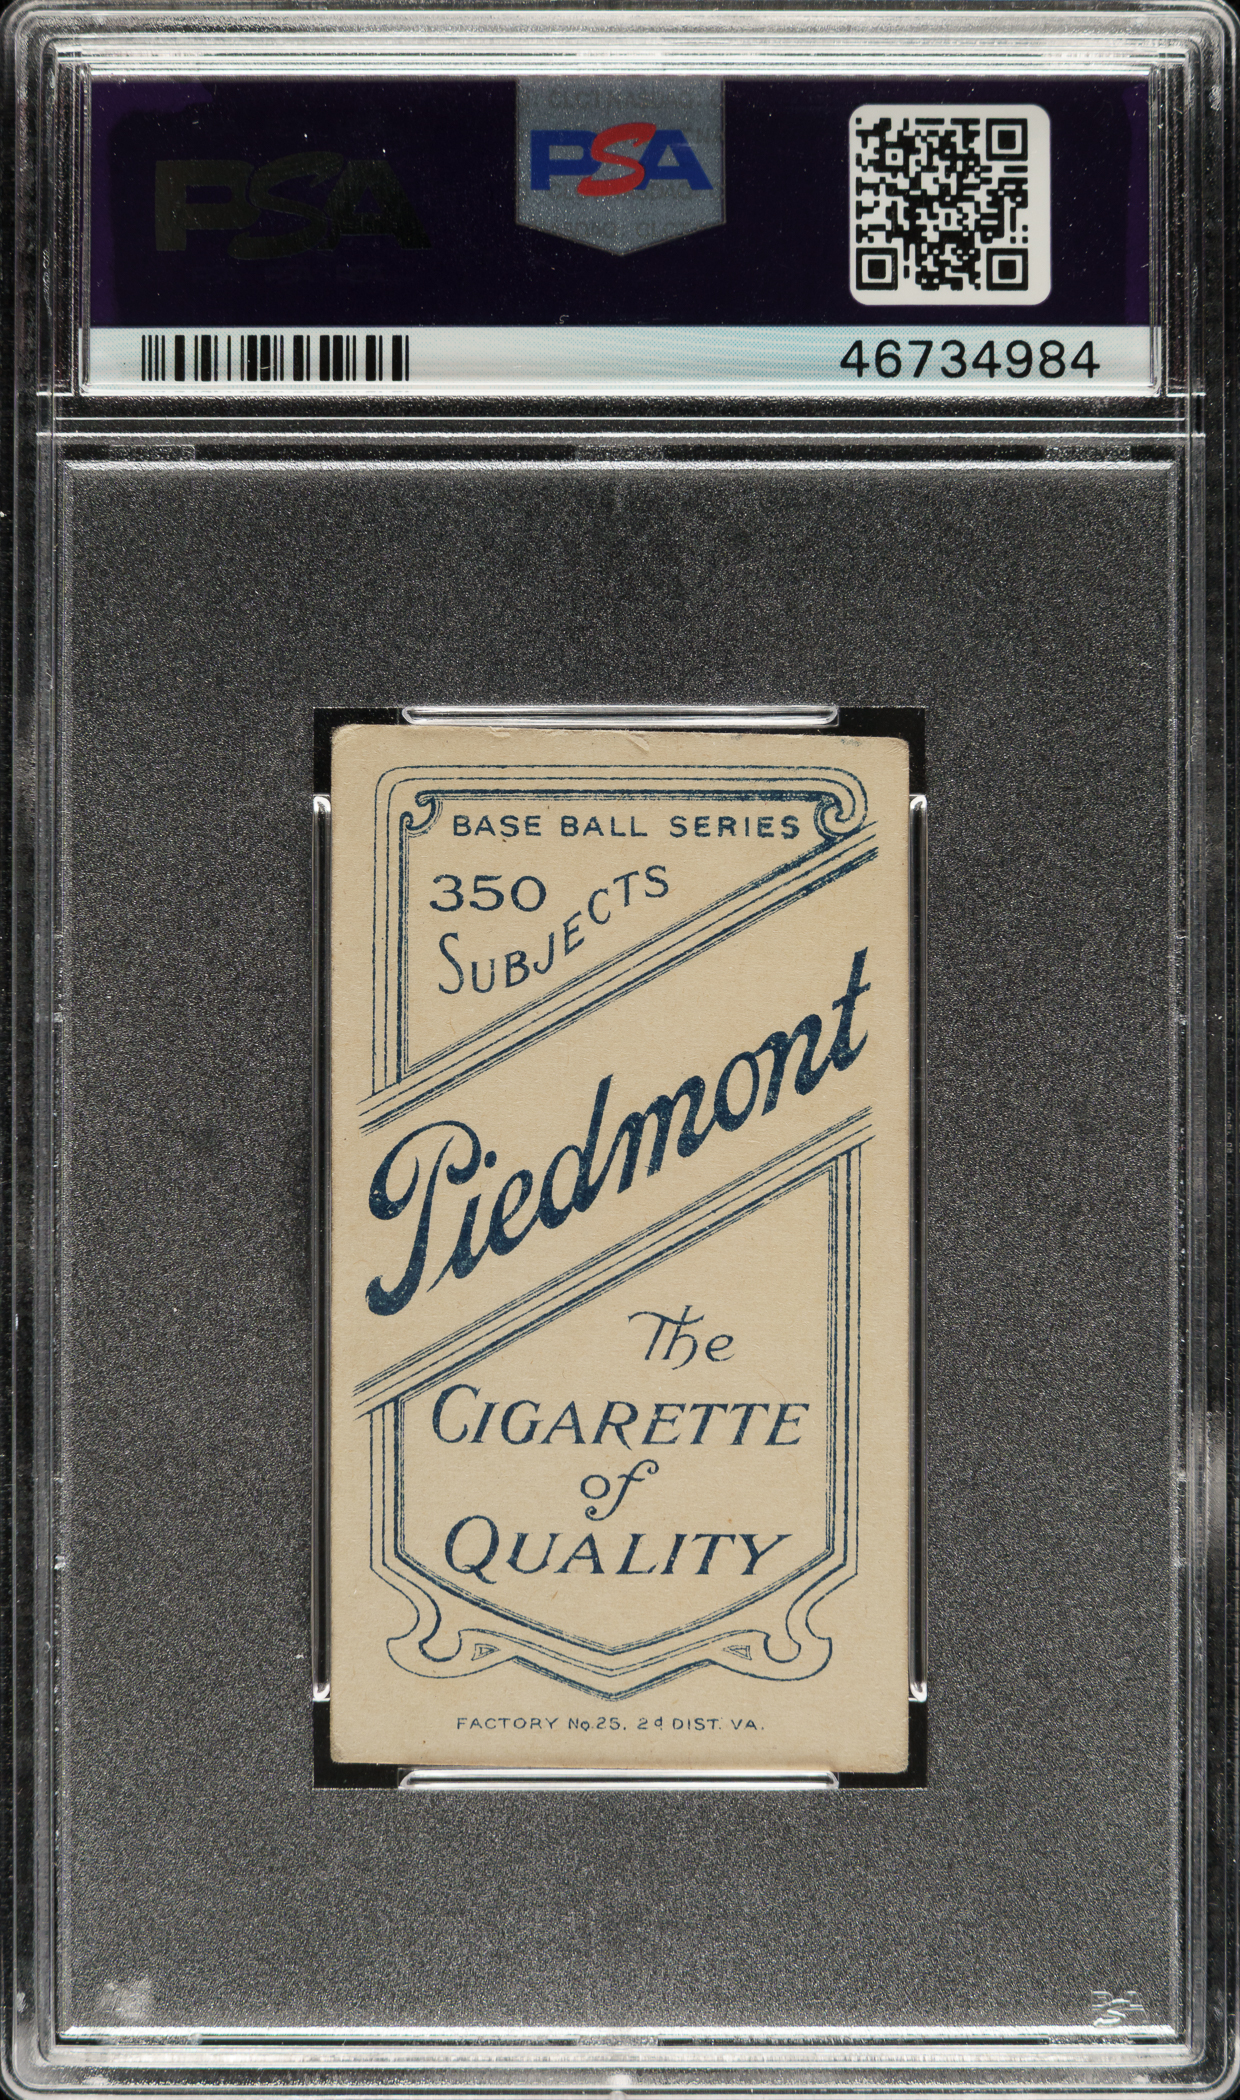 PSA
PSA
46734984
BASE BALL SERIES
350
SUBJECTS
Piedmont
The
CIGARETTE
of
QUALITY
FACTORY No. 25. 2d DIST. VA.